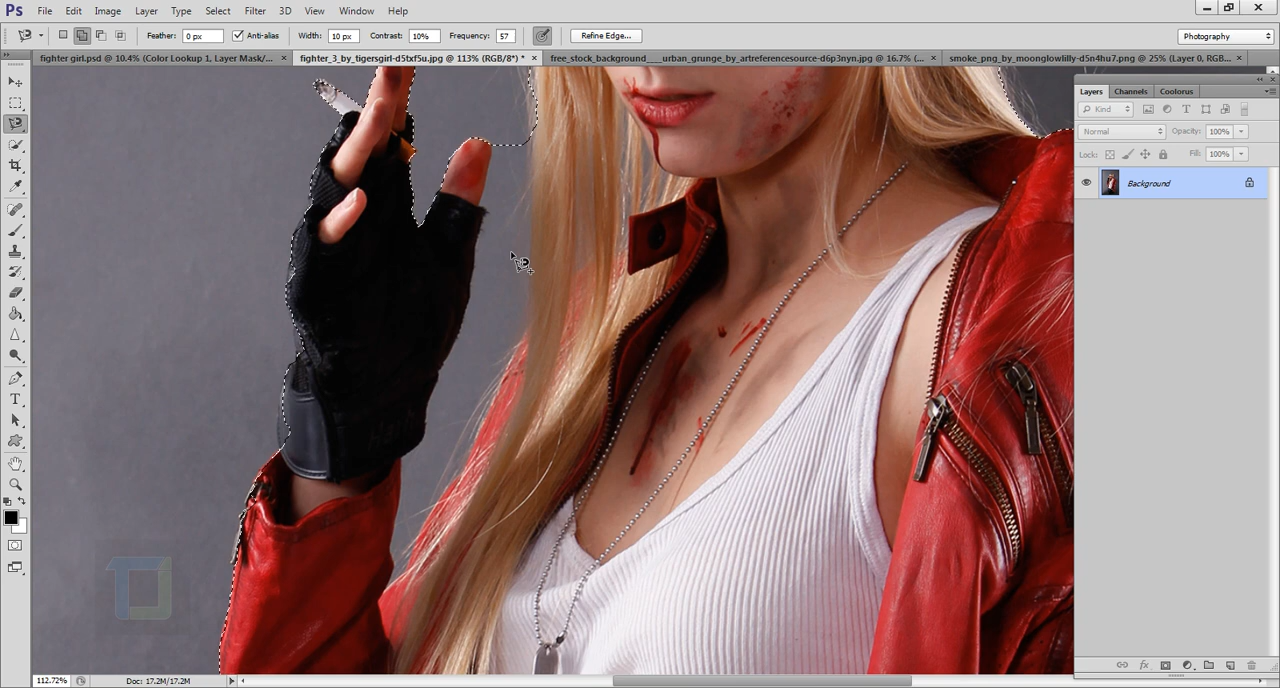 Ps File Edit Image Layer Type Select Filter 3D View Window Help
Feather: 0 px Anti-alias Width: 10 px Contrast: 10% Frequency: 57 Refine Edge... Photography
fighter girl.psd @ 10.4% (Color Lookup 1, Layer Mask/... × fighter_3_by_tigersgirl-d5txf5u.jpg @ 113% (RGB/8*) * × free_stock_background___urban_grunge_by_artreferencesource-d6p3nyn.jpg @ 16.7% (... × smoke_png_by_moonglowlilly-d5n4hu7.png @ 25% (Layer 0, RGB... ×
Layers Channels Coolorus
Kind
Normal Opacity: 100%
Lock: Fill: 100%
Background
112.72% Doc: 17.2M/17.2M